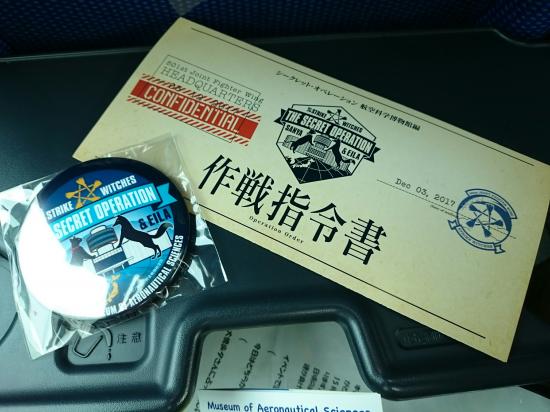 シークレット・オペレーション 航空科学博物館編
501st Joint Fighter Wing
HEADQUARTERS
CONFIDENTIAL
STRIKE WITCHES
THE SECRET OPERATION
SANYA & EILA
Dec 03, 2017
作戦指令書
Operation Order
STRIKE WITCHES
SECRET OPERATION
& EILA
UM OF AERONAUTICAL SCIENCES
注意
Museum of Aeronautical Sciences